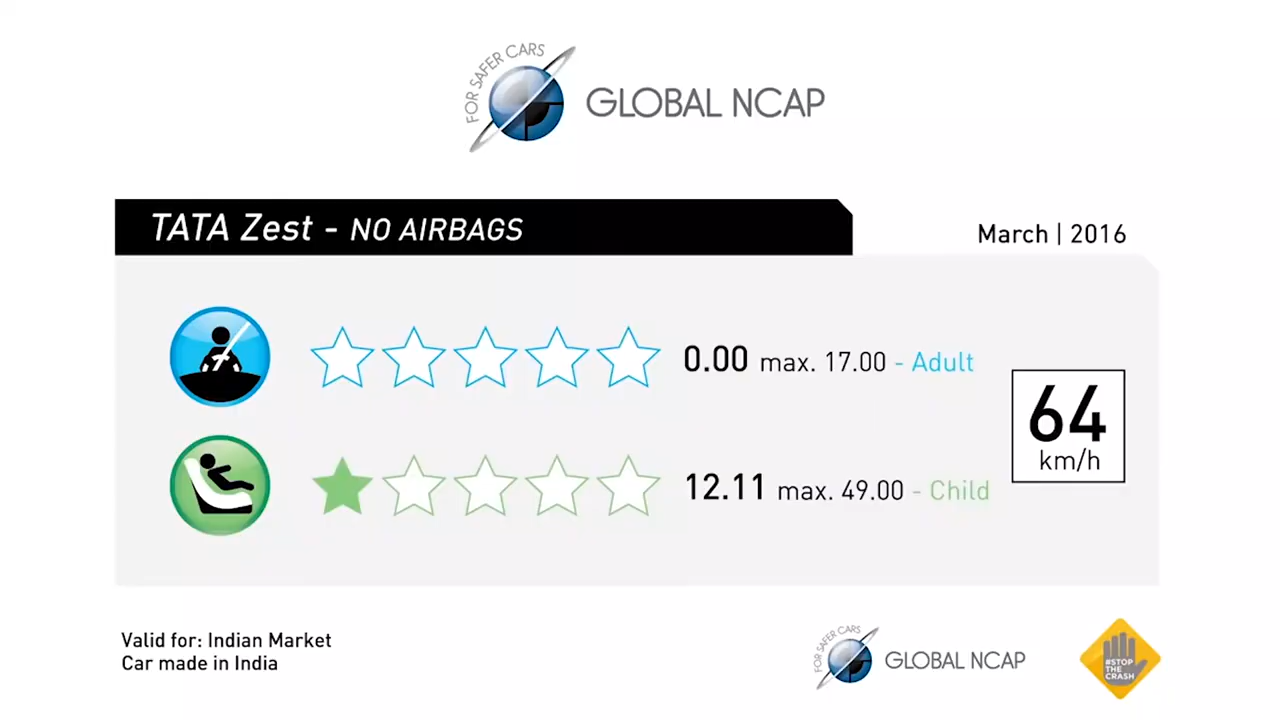 FOR SAFER CARS
GLOBAL NCAP
TATA Zest - NO AIRBAGS
March | 2016
0.00 max. 17.00 - Adult
64
km/h
12.11 max. 49.00 - Child
Valid for: Indian Market
Car made in India
FOR SAFER CARS
GLOBAL NCAP
#STOP
THE
CRASH